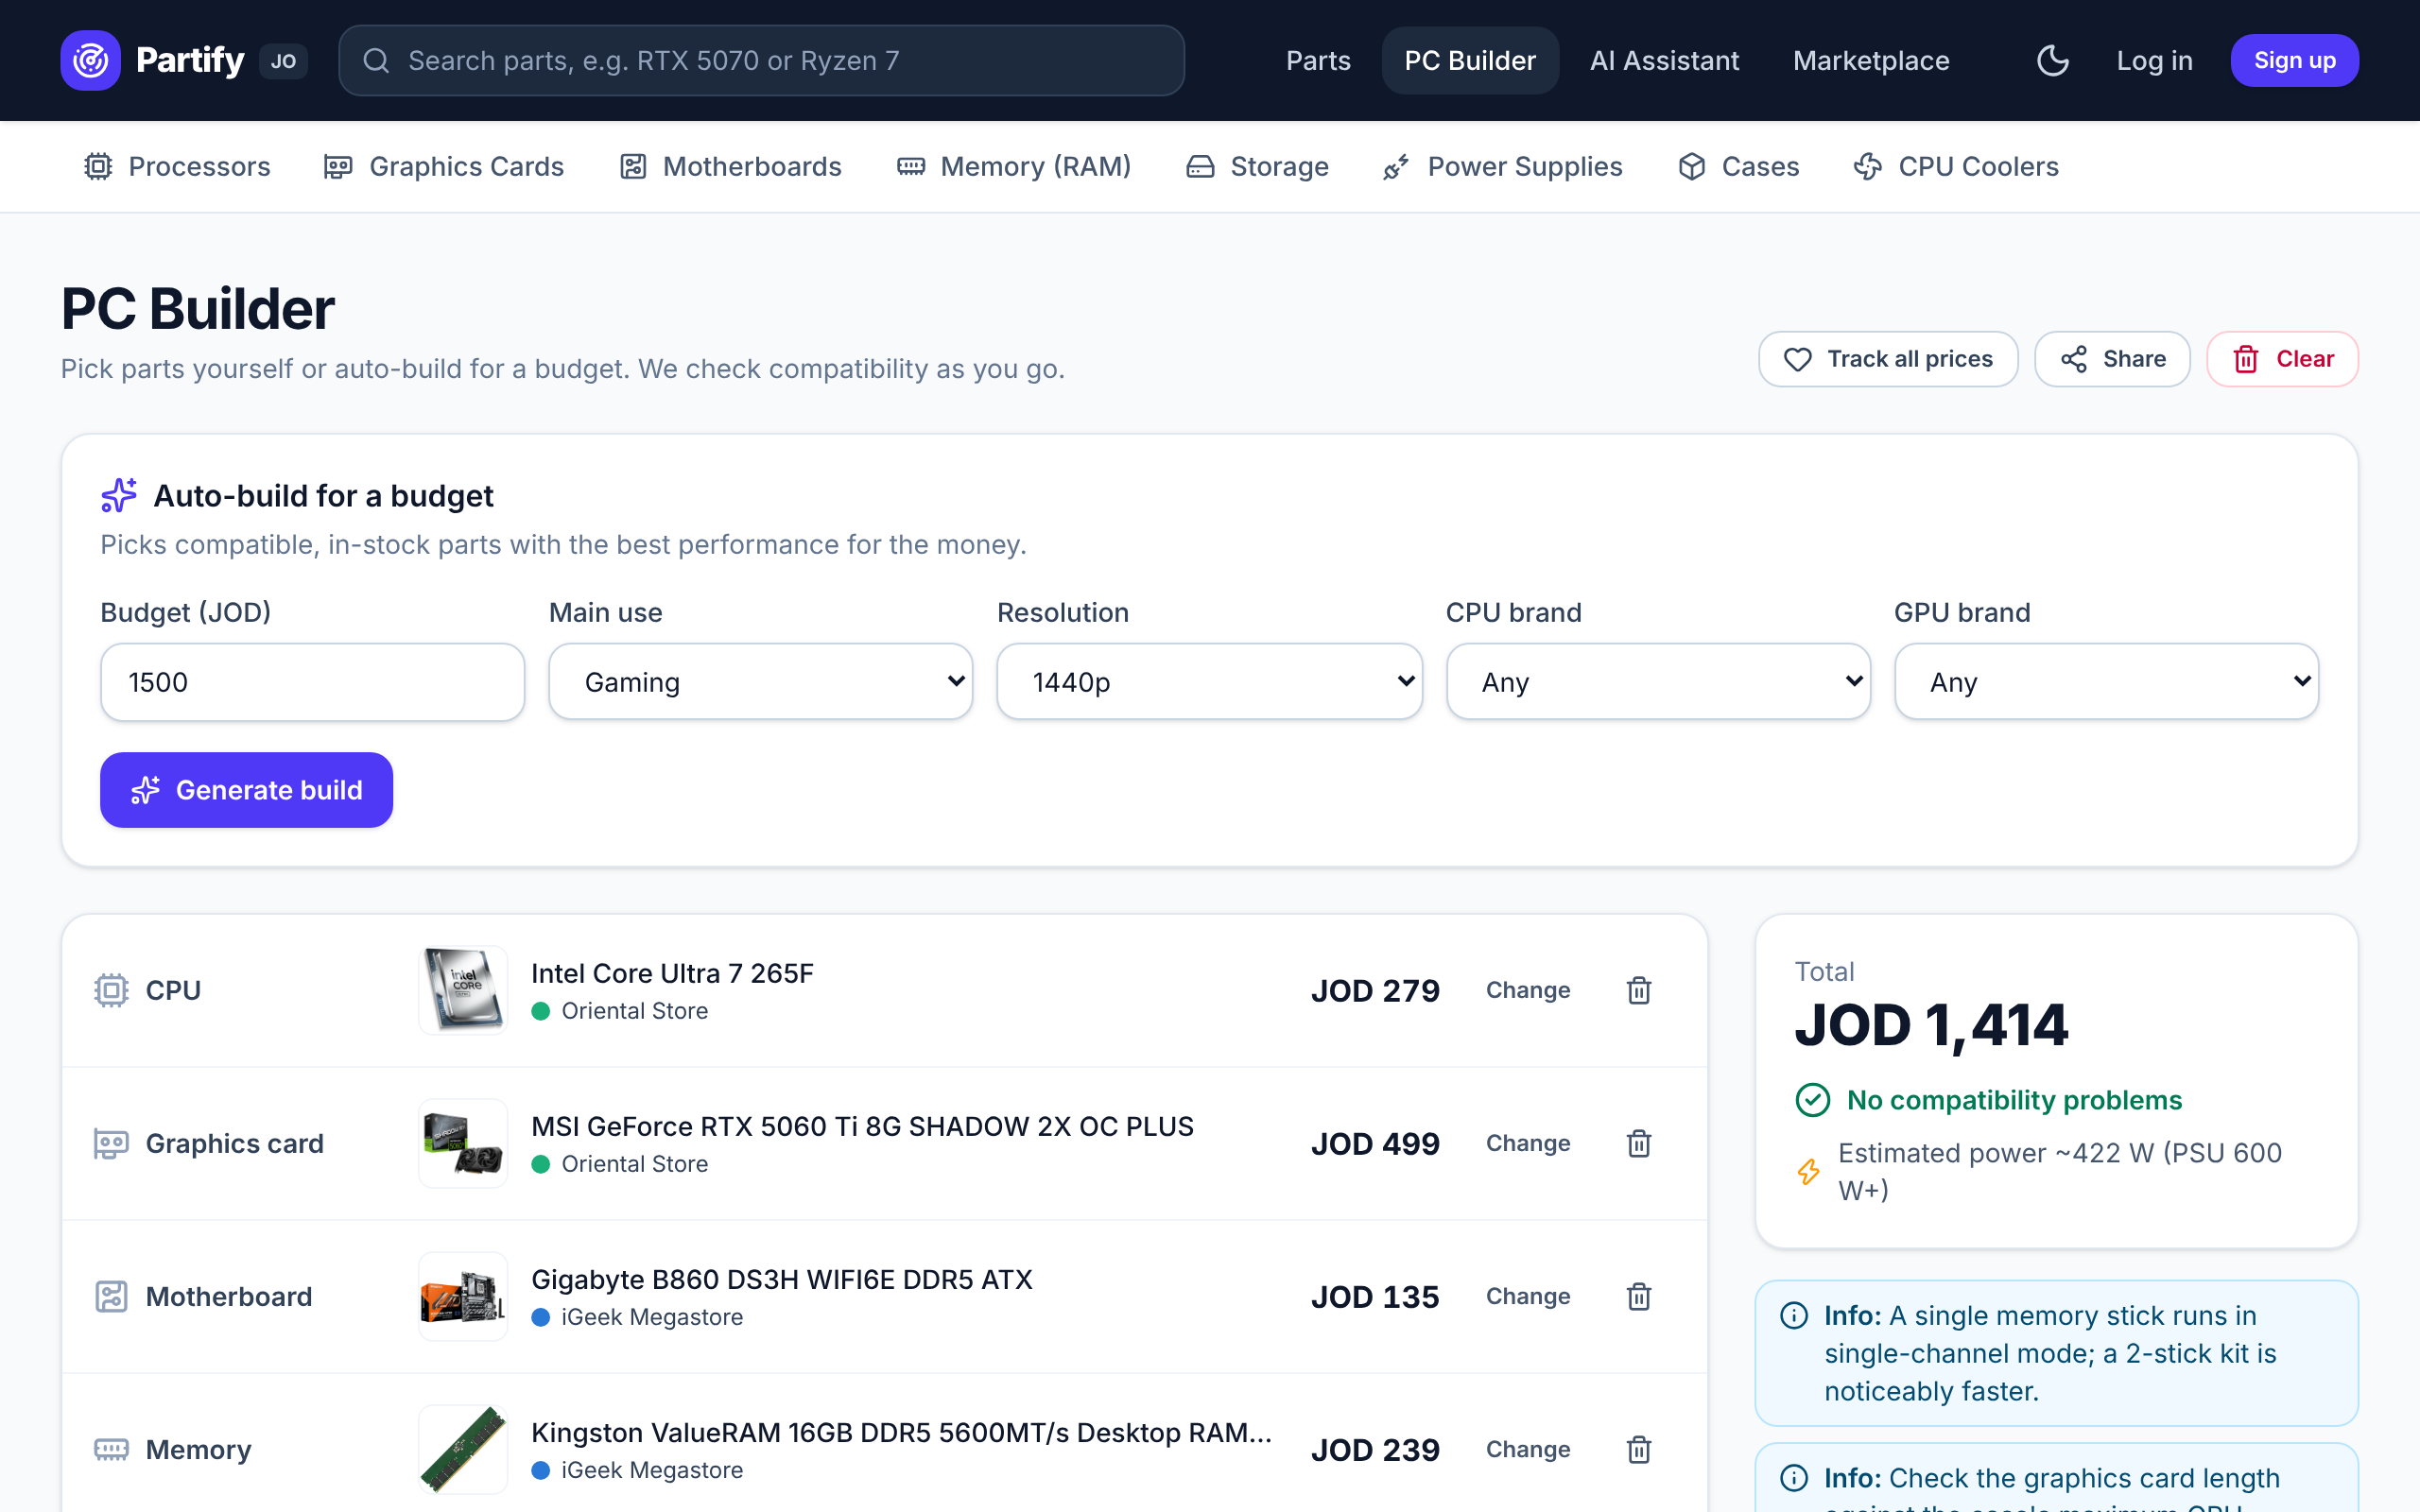 Partify JO
Search parts, e.g. RTX 5070 or Ryzen 7
Parts
PC Builder
AI Assistant
Marketplace
Log in
Sign up
Processors
Graphics Cards
Motherboards
Memory (RAM)
Storage
Power Supplies
Cases
CPU Coolers
PC Builder
Pick parts yourself or auto-build for a budget. We check compatibility as you go.
Track all prices
Share
Clear
Auto-build for a budget
Picks compatible, in-stock parts with the best performance for the money.
Budget (JOD)
Main use
Resolution
CPU brand
GPU brand
1500
Gaming
1440p
Any
Any
Generate build
CPU
intel
CORE
Intel Core Ultra 7 265F
Oriental Store
JOD 279
Change
Graphics card
MSI GeForce RTX 5060 Ti 8G SHADOW 2X OC PLUS
Oriental Store
JOD 499
Change
Motherboard
Gigabyte B860 DS3H WIFI6E DDR5 ATX
iGeek Megastore
JOD 135
Change
Memory
Kingston ValueRAM 16GB DDR5 5600MT/s Desktop RAM...
iGeek Megastore
JOD 239
Change
Total
JOD 1,414
No compatibility problems
Estimated power ~422 W (PSU 600
W+)
Info: A single memory stick runs in
single-channel mode; a 2-stick kit is
noticeably faster.
Info: Check the graphics card length